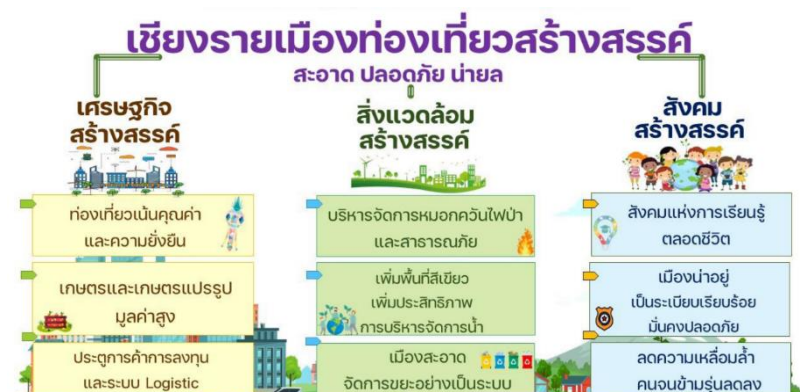 เชียงรายเมืองท่องเที่ยวสร้างสรรค์
สะอาด ปลอดภัย น่ายล
เศรษฐกิจ
สร้างสรรค์
ท่องเที่ยวเน้นคุณค่า
และความยั่งยืน
เกษตรและเกษตรแปรรูป
มูลค่าสูง
ประตูการค้าการลงทุน
และระบบ Logistic
สิ่งแวดล้อม
สร้างสรรค์
บริหารจัดการหมอกควันไฟป่า
และสาธารณภัย
เพิ่มพื้นที่สีเขียว
เพิ่มประสิทธิภาพ
การบริหารจัดการน้ำ
เมืองสะอาด
จัดการขยะอย่างเป็นระบบ
สังคม
สร้างสรรค์
สังคมแห่งการเรียนรู้
ตลอดชีวิต
เมืองน่าอยู่
เป็นระเบียบเรียบร้อย
มั่นคงปลอดภัย
ลดความเหลื่อมล้ำ
คนจนข้ามรุ่นลดลง